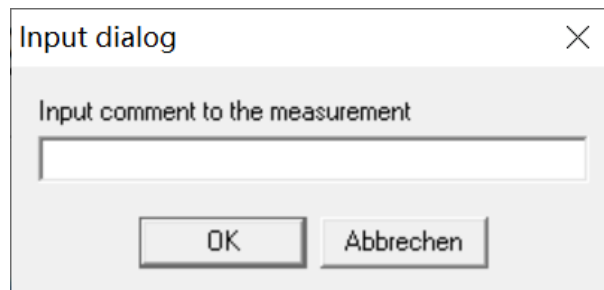 Input dialog
Input comment to the measurement
OK
Abbrechen